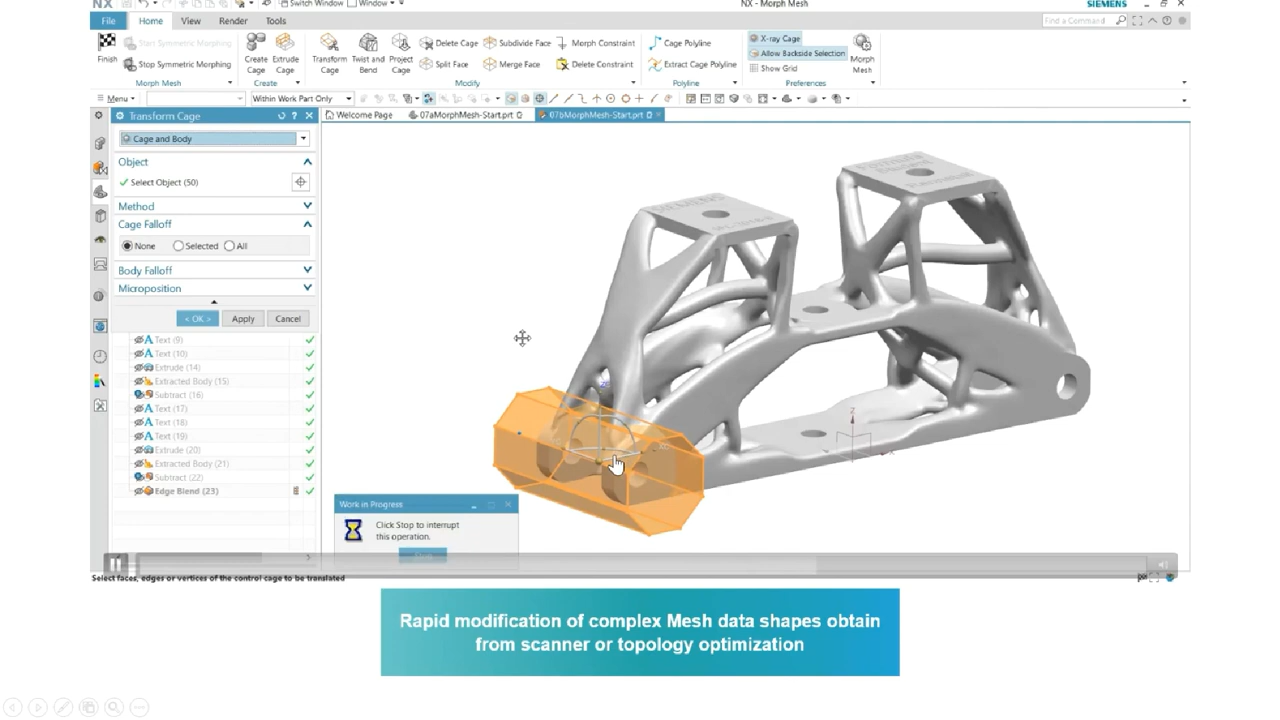 NX
Switch Window
Window
NX - Morph Mesh
SIEMENS
File
Home
View
Render
Tools
Find a Command
Finish
Start Symmetric Morphing
Stop Symmetric Morphing
Morph Mesh
Create Cage
Extrude Cage
Create
Transform Cage
Twist and Bend
Project Cage
Delete Cage
Split Face
Subdivide Face
Merge Face
Morph Constraint
Delete Constraint
Modify
Cage Polyline
Extract Cage Polyline
Polyline
X-ray Cage
Allow Backside Selection
Show Grid
Preferences
Morph Mesh
Menu
Within Work Part Only
Transform Cage
Welcome Page
07aMorphMesh-Start.prt
07bMorphMesh-Start.prt
Cage and Body
Object
Select Object (50)
Method
Cage Falloff
None
Selected
All
Body Falloff
Microposition
< OK >
Apply
Cancel
Text (9)
Text (10)
Extrude (14)
Extracted Body (15)
Subtract (16)
Text (17)
Text (18)
Text (19)
Extrude (20)
Extracted Body (21)
Subtract (22)
Edge Blend (23)
SIEMENS
Z
Work in Progress
Click Stop to interrupt
this operation.
Select faces, edges or vertices of the control cage to be translated
Rapid modification of complex Mesh data shapes obtain
from scanner or topology optimization